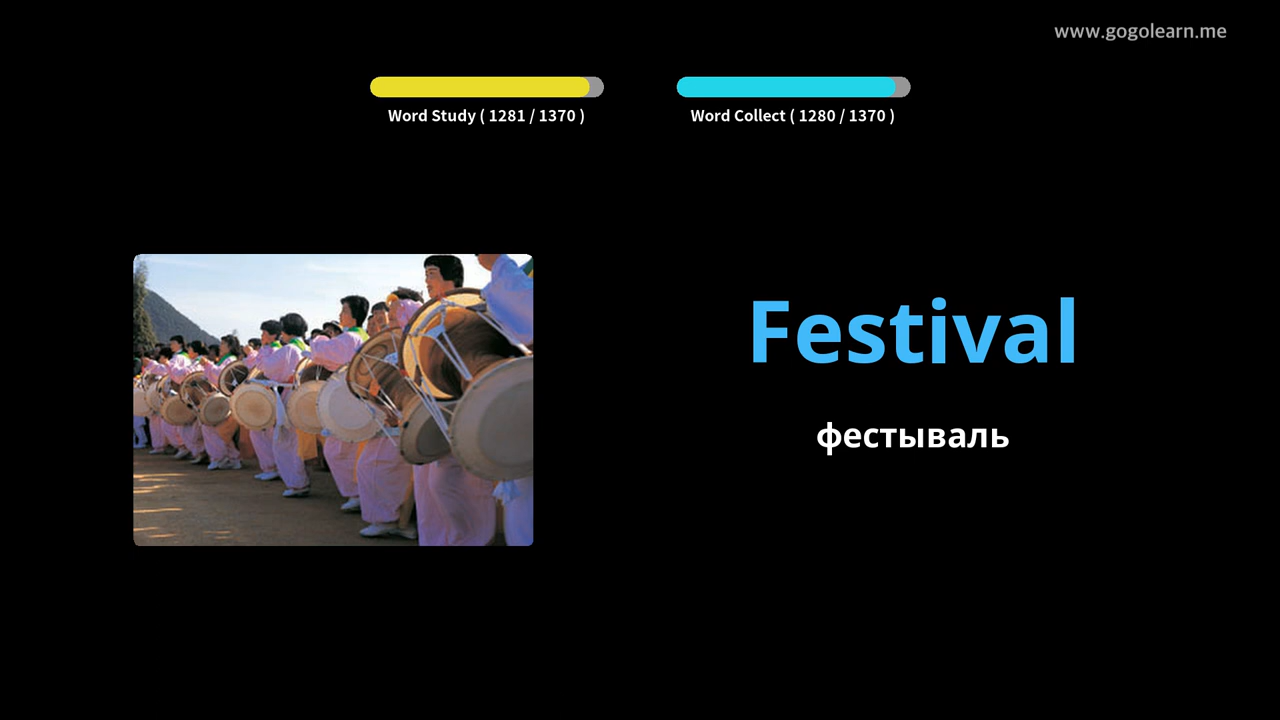 www.gogolearn.me
Word Study ( 1281 / 1370 )
Word Collect ( 1280 / 1370 )
Festival
фестываль